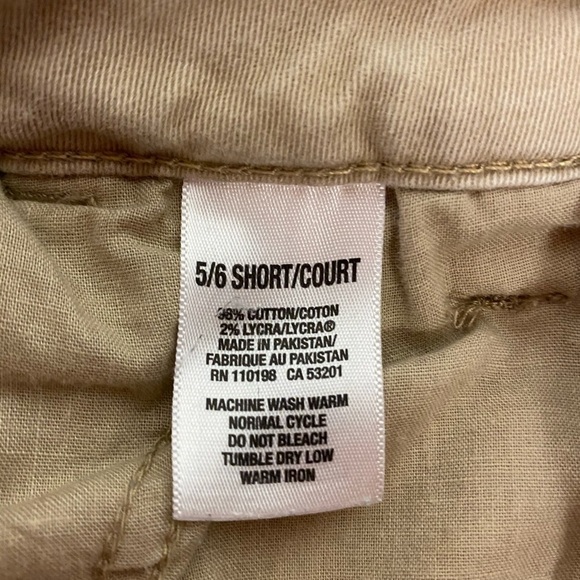 5/6 SHORT/COURT
98% COTTON/COTON
2% LYCRA/LYCRA®
MADE IN PAKISTAN/
FABRIQUE AU PAKISTAN
RN 110198 CA 53201
MACHINE WASH WARM
NORMAL CYCLE
DO NOT BLEACH
TUMBLE DRY LOW
WARM IRON